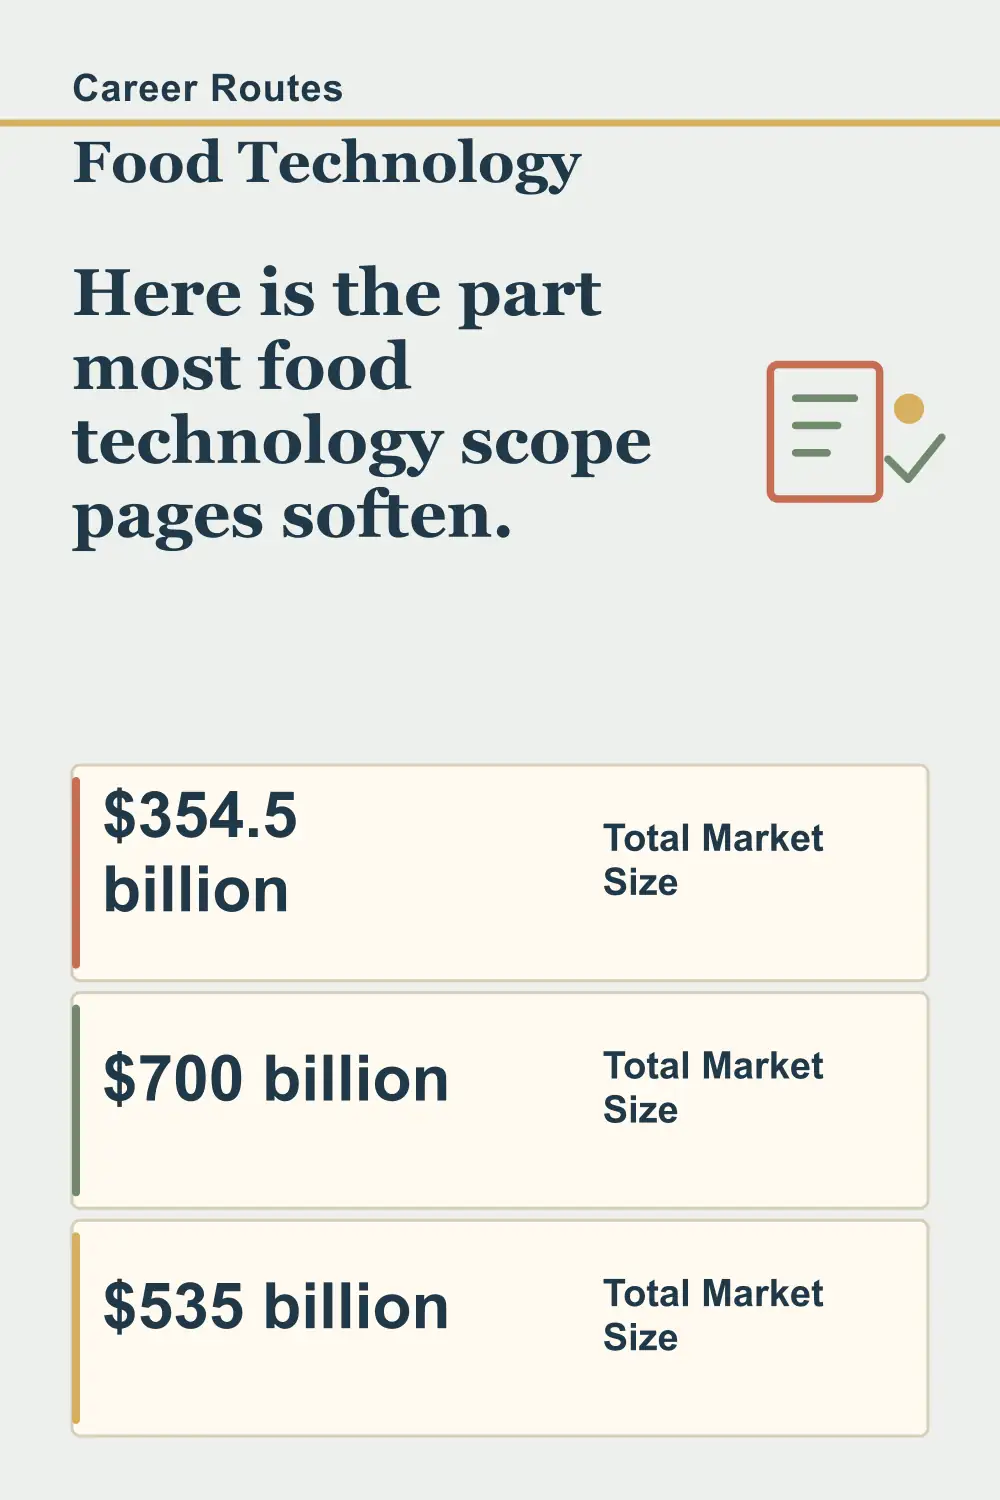 Career Routes
Food Technology
Here is the part
most food
technology scope
pages soften.
$354.5
billion
Total Market
Size
$700 billion
Total Market
Size
$535 billion
Total Market
Size